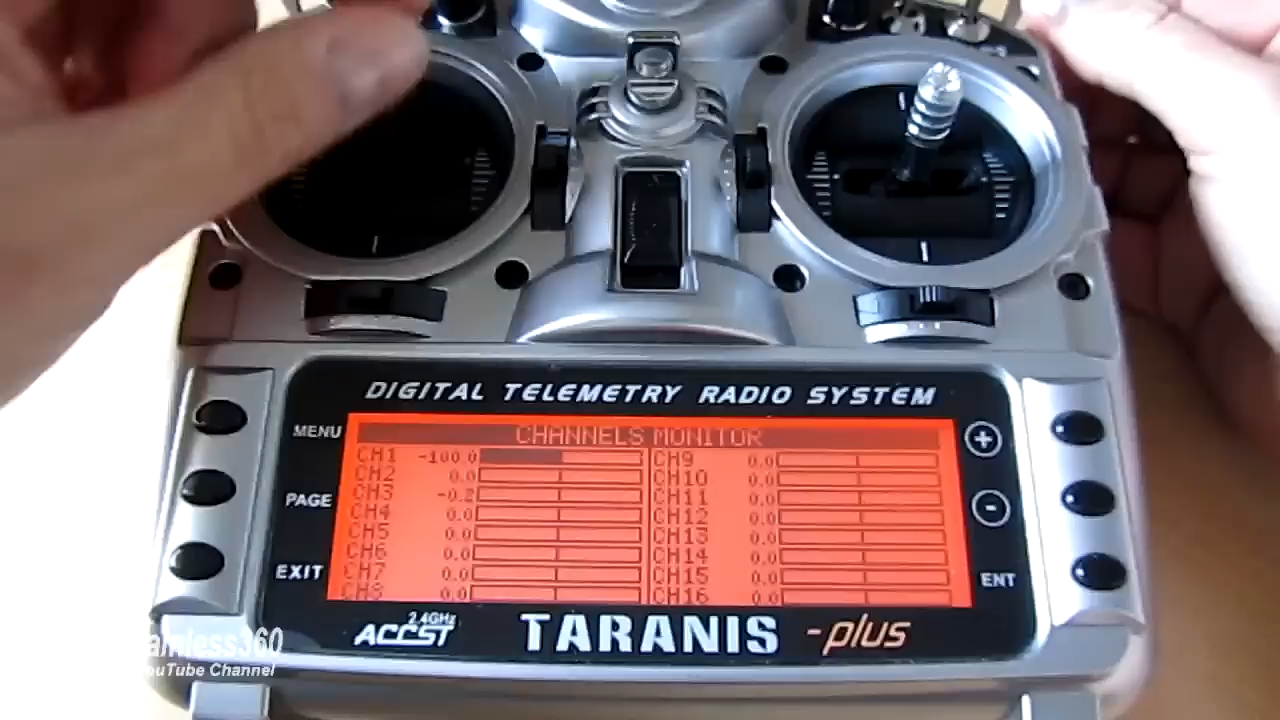 DIGITAL TELEMETRY RADIO SYSTEM
CHANNELS MONITOR
CH1 -100.0
CH2 0.0
CH3 -0.2
CH4 0.0
CH5 0.0
CH6 0.0
CH7 0.0
CH8 0.0
CH9 0.0
CH10 0.0
CH11 0.0
CH12 0.0
CH13 0.0
CH14 0.0
CH15 0.0
CH16 0.0
MENU
PAGE
EXIT
+
-
ENT
2.4GHz
ACCST
TARANIS -plus
YouTube Channel